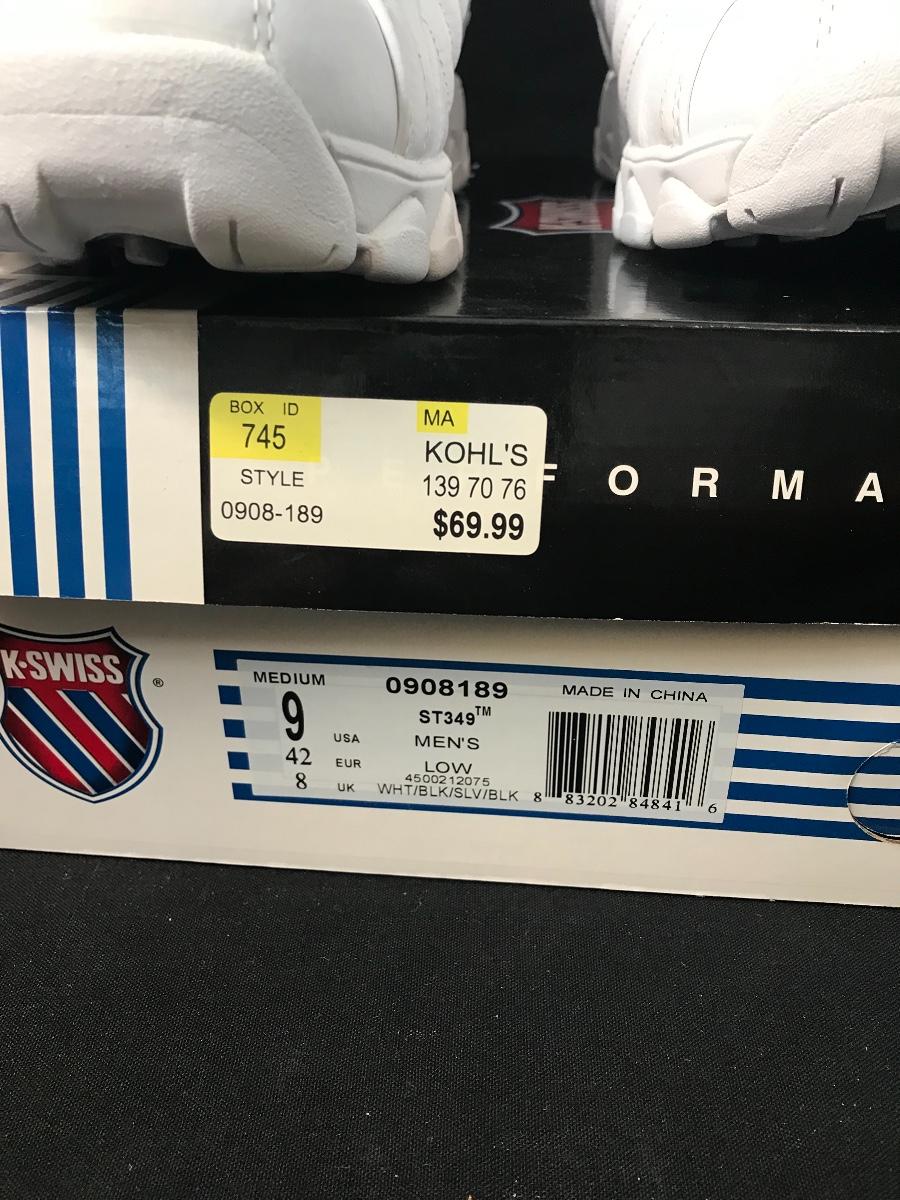 BOX ID
745
STYLE
0908-189
MA
KOHL'S
139 70 76
$69.99
F O R M A
K·SWISS
®
MEDIUM
9 USA
42 EUR
8 UK
0908189
ST349™
MEN'S
LOW
4500212075
WHT/BLK/SLV/BLK
MADE IN CHINA
8 83202 84841 6